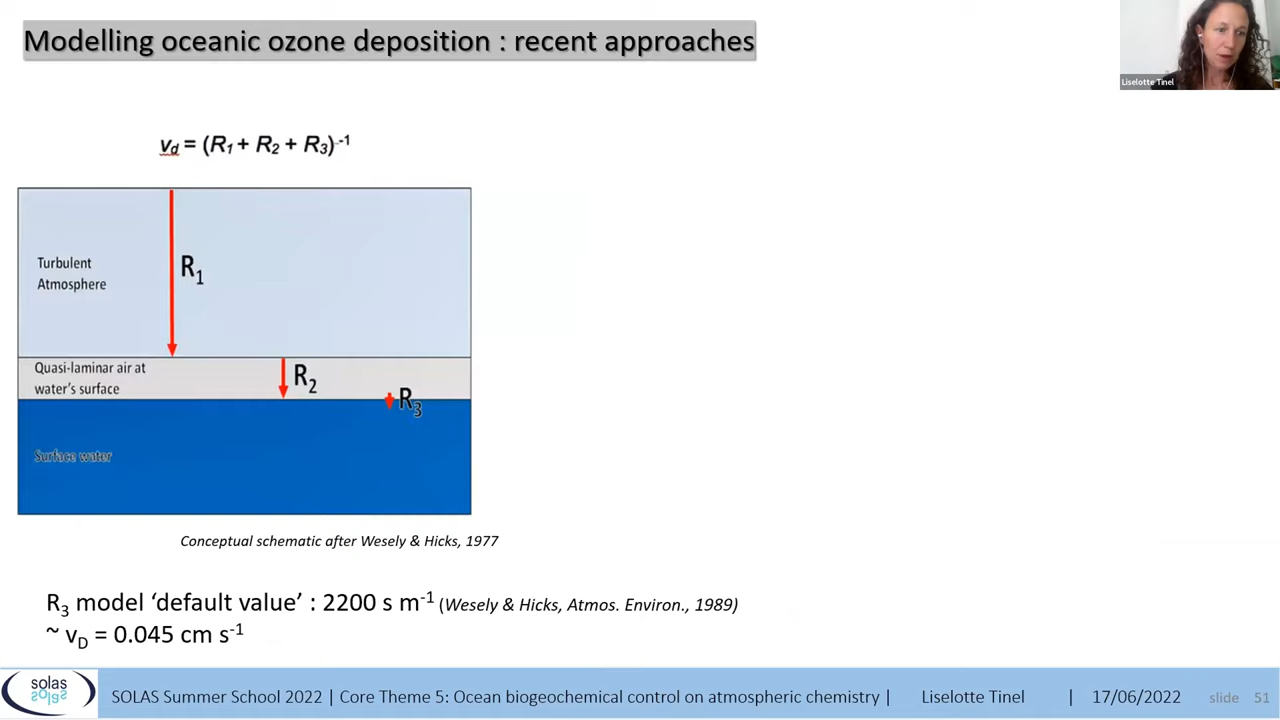 Modelling oceanic ozone deposition : recent approaches
Liselotte Tinel
v_d = (R₁ + R₂ + R₃)⁻¹
Turbulent
Atmosphere
R₁
Quasi-laminar air at
water's surface
R₂
R₃
Surface water
Conceptual schematic after Wesely & Hicks, 1977
R₃ model ‘default value’ : 2200 s m⁻¹ (Wesely & Hicks, Atmos. Environ., 1989)
~ v_D = 0.045 cm s⁻¹
solas
SOLAS Summer School 2022 | Core Theme 5: Ocean biogeochemical control on atmospheric chemistry | Liselotte Tinel | 17/06/2022 slide 51